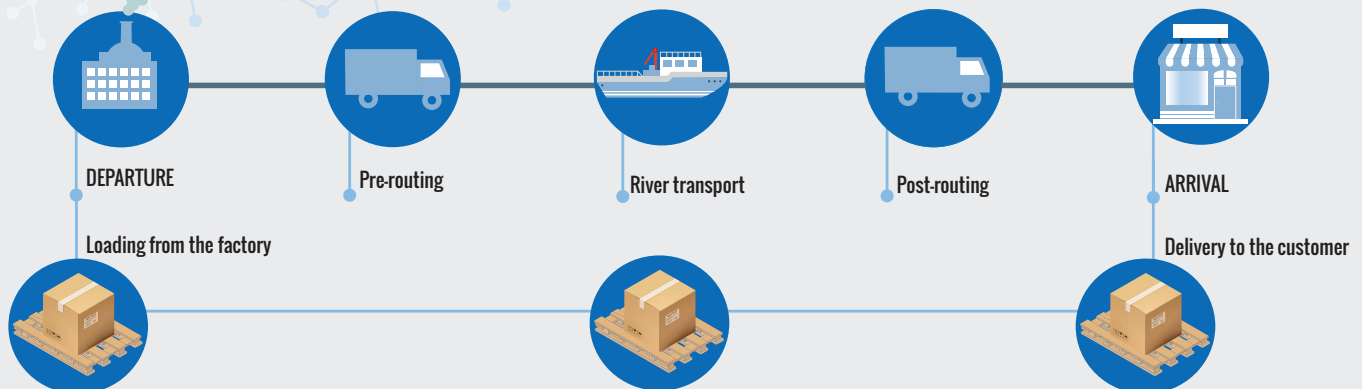 DEPARTURE
Pre-routing
River transport
Post-routing
ARRIVAL
Loading from the factory
Delivery to the customer